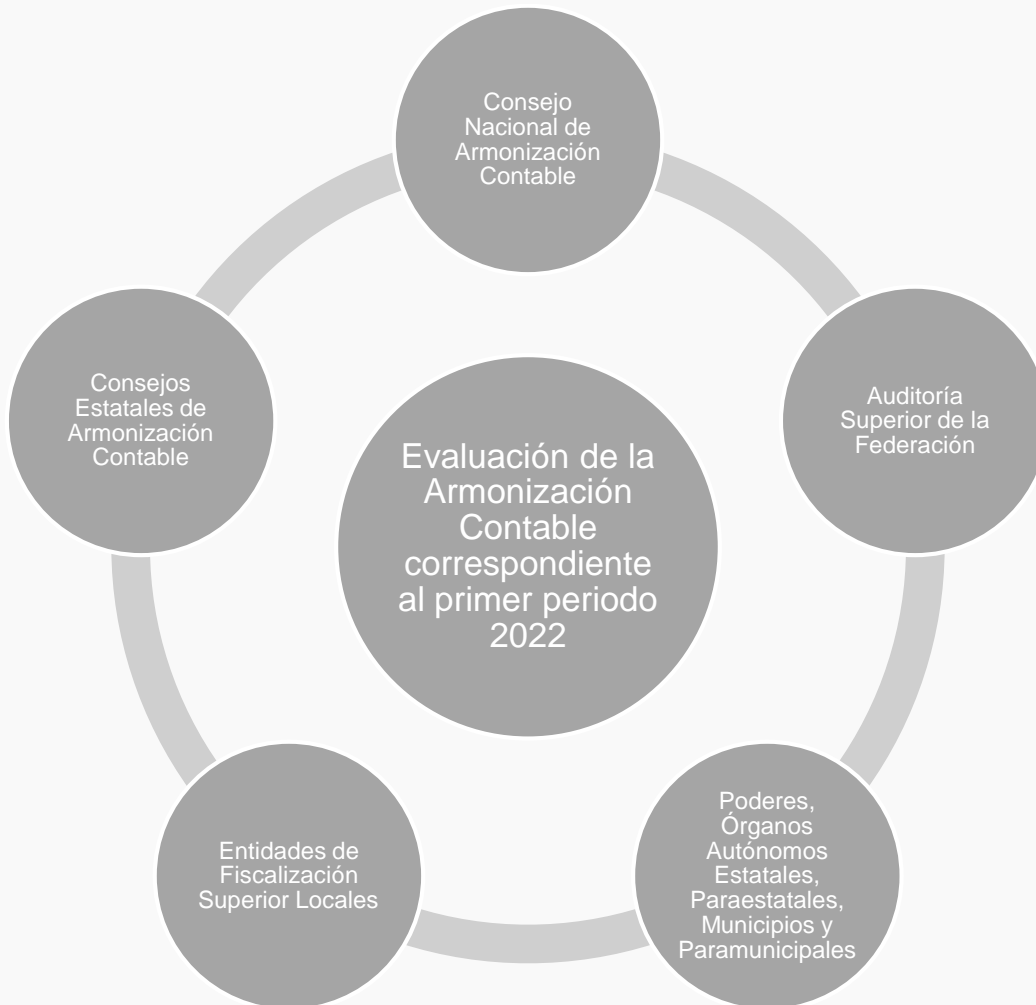 Consejo
Nacional de
Armonización
Contable
Consejos
Estatales de
Armonización
Contable
Auditoría
Superior de la
Federación
Evaluación de la
Armonización
Contable
correspondiente
al primer periodo
2022
Entidades de
Fiscalización
Superior Locales
Poderes,
Órganos
Autónomos
Estatales,
Paraestatales,
Municipios y
Paramunicipales